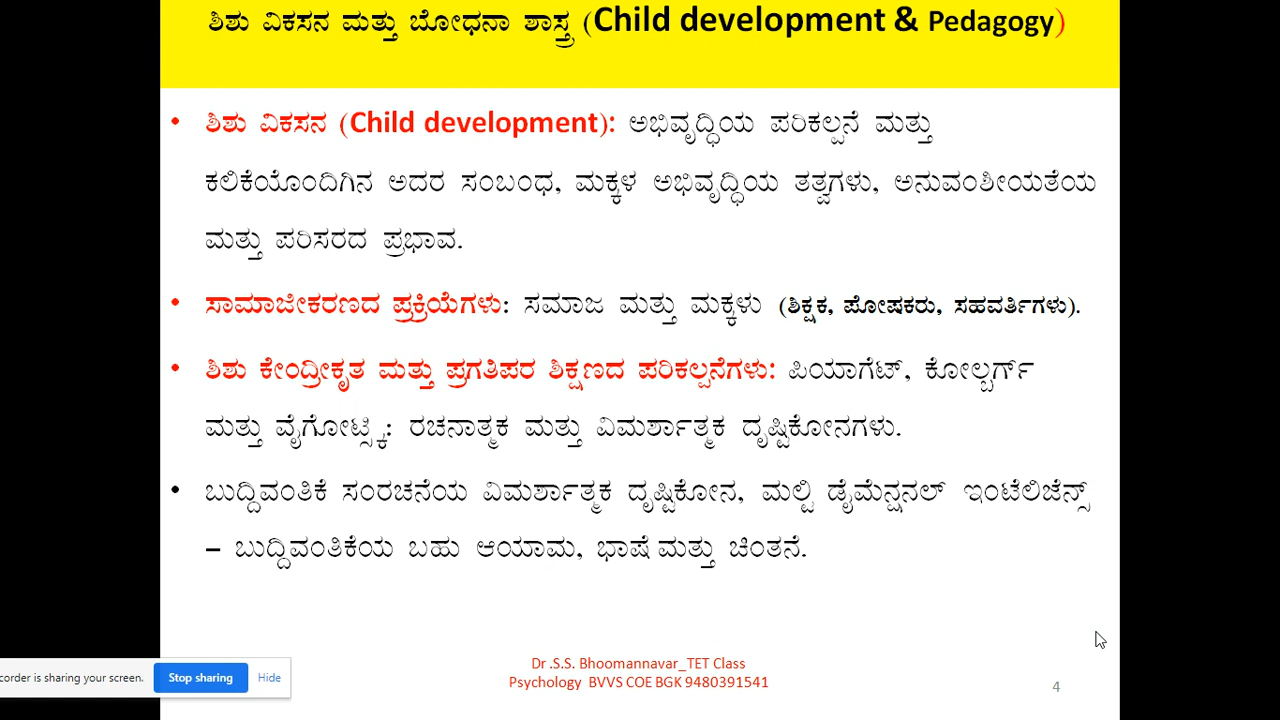 ಶಿಶು ವಿಕಸನ ಮತ್ತು ಬೋಧನಾ ಶಾಸ್ತ್ರ (Child development & Pedagogy)
• ಶಿಶು ವಿಕಸನ (Child development): ಅಭಿವೃದ್ಧಿಯ ಪರಿಕಲ್ಪನೆ ಮತ್ತು
ಕಲಿಕೆಯೊಂದಿಗಿನ ಅದರ ಸಂಬಂಧ, ಮಕ್ಕಳ ಅಭಿವೃದ್ಧಿಯ ತತ್ವಗಳು, ಅನುವಂಶೀಯತೆಯ
ಮತ್ತು ಪರಿಸರದ ಪ್ರಭಾವ.
• ಸಾಮಾಜೀಕರಣದ ಪ್ರಕ್ರಿಯೆಗಳು: ಸಮಾಜ ಮತ್ತು ಮಕ್ಕಳು (ಶಿಕ್ಷಕ, ಪೋಷಕರು, ಸಹವರ್ತಿಗಳು).
• ಶಿಶು ಕೇಂದ್ರೀಕೃತ ಮತ್ತು ಪ್ರಗತಿಪರ ಶಿಕ್ಷಣದ ಪರಿಕಲ್ಪನೆಗಳು: ಪಿಯಾಗೆಟ್, ಕೋಲ್ಬರ್ಗ್
ಮತ್ತು ವೈಗೋಟ್ಸ್ಕಿ: ರಚನಾತ್ಮಕ ಮತ್ತು ವಿಮರ್ಶಾತ್ಮಕ ದೃಷ್ಟಿಕೋನಗಳು.
• ಬುದ್ದಿವಂತಿಕೆ ಸಂರಚನೆಯ ವಿಮರ್ಶಾತ್ಮಕ ದೃಷ್ಟಿಕೋನ, ಮಲ್ಟಿ ಡೈಮೆನ್ಷನಲ್ ಇಂಟೆಲಿಜೆನ್ಸ್
– ಬುದ್ದಿವಂತಿಕೆಯ ಬಹು ಆಯಾಮ, ಭಾಷೆ ಮತ್ತು ಚಿಂತನೆ.
Dr .S.S. Bhoomannavar_TET Class
Psychology BVVS COE BGK 9480391541
4
corder is sharing your screen. Stop sharing Hide